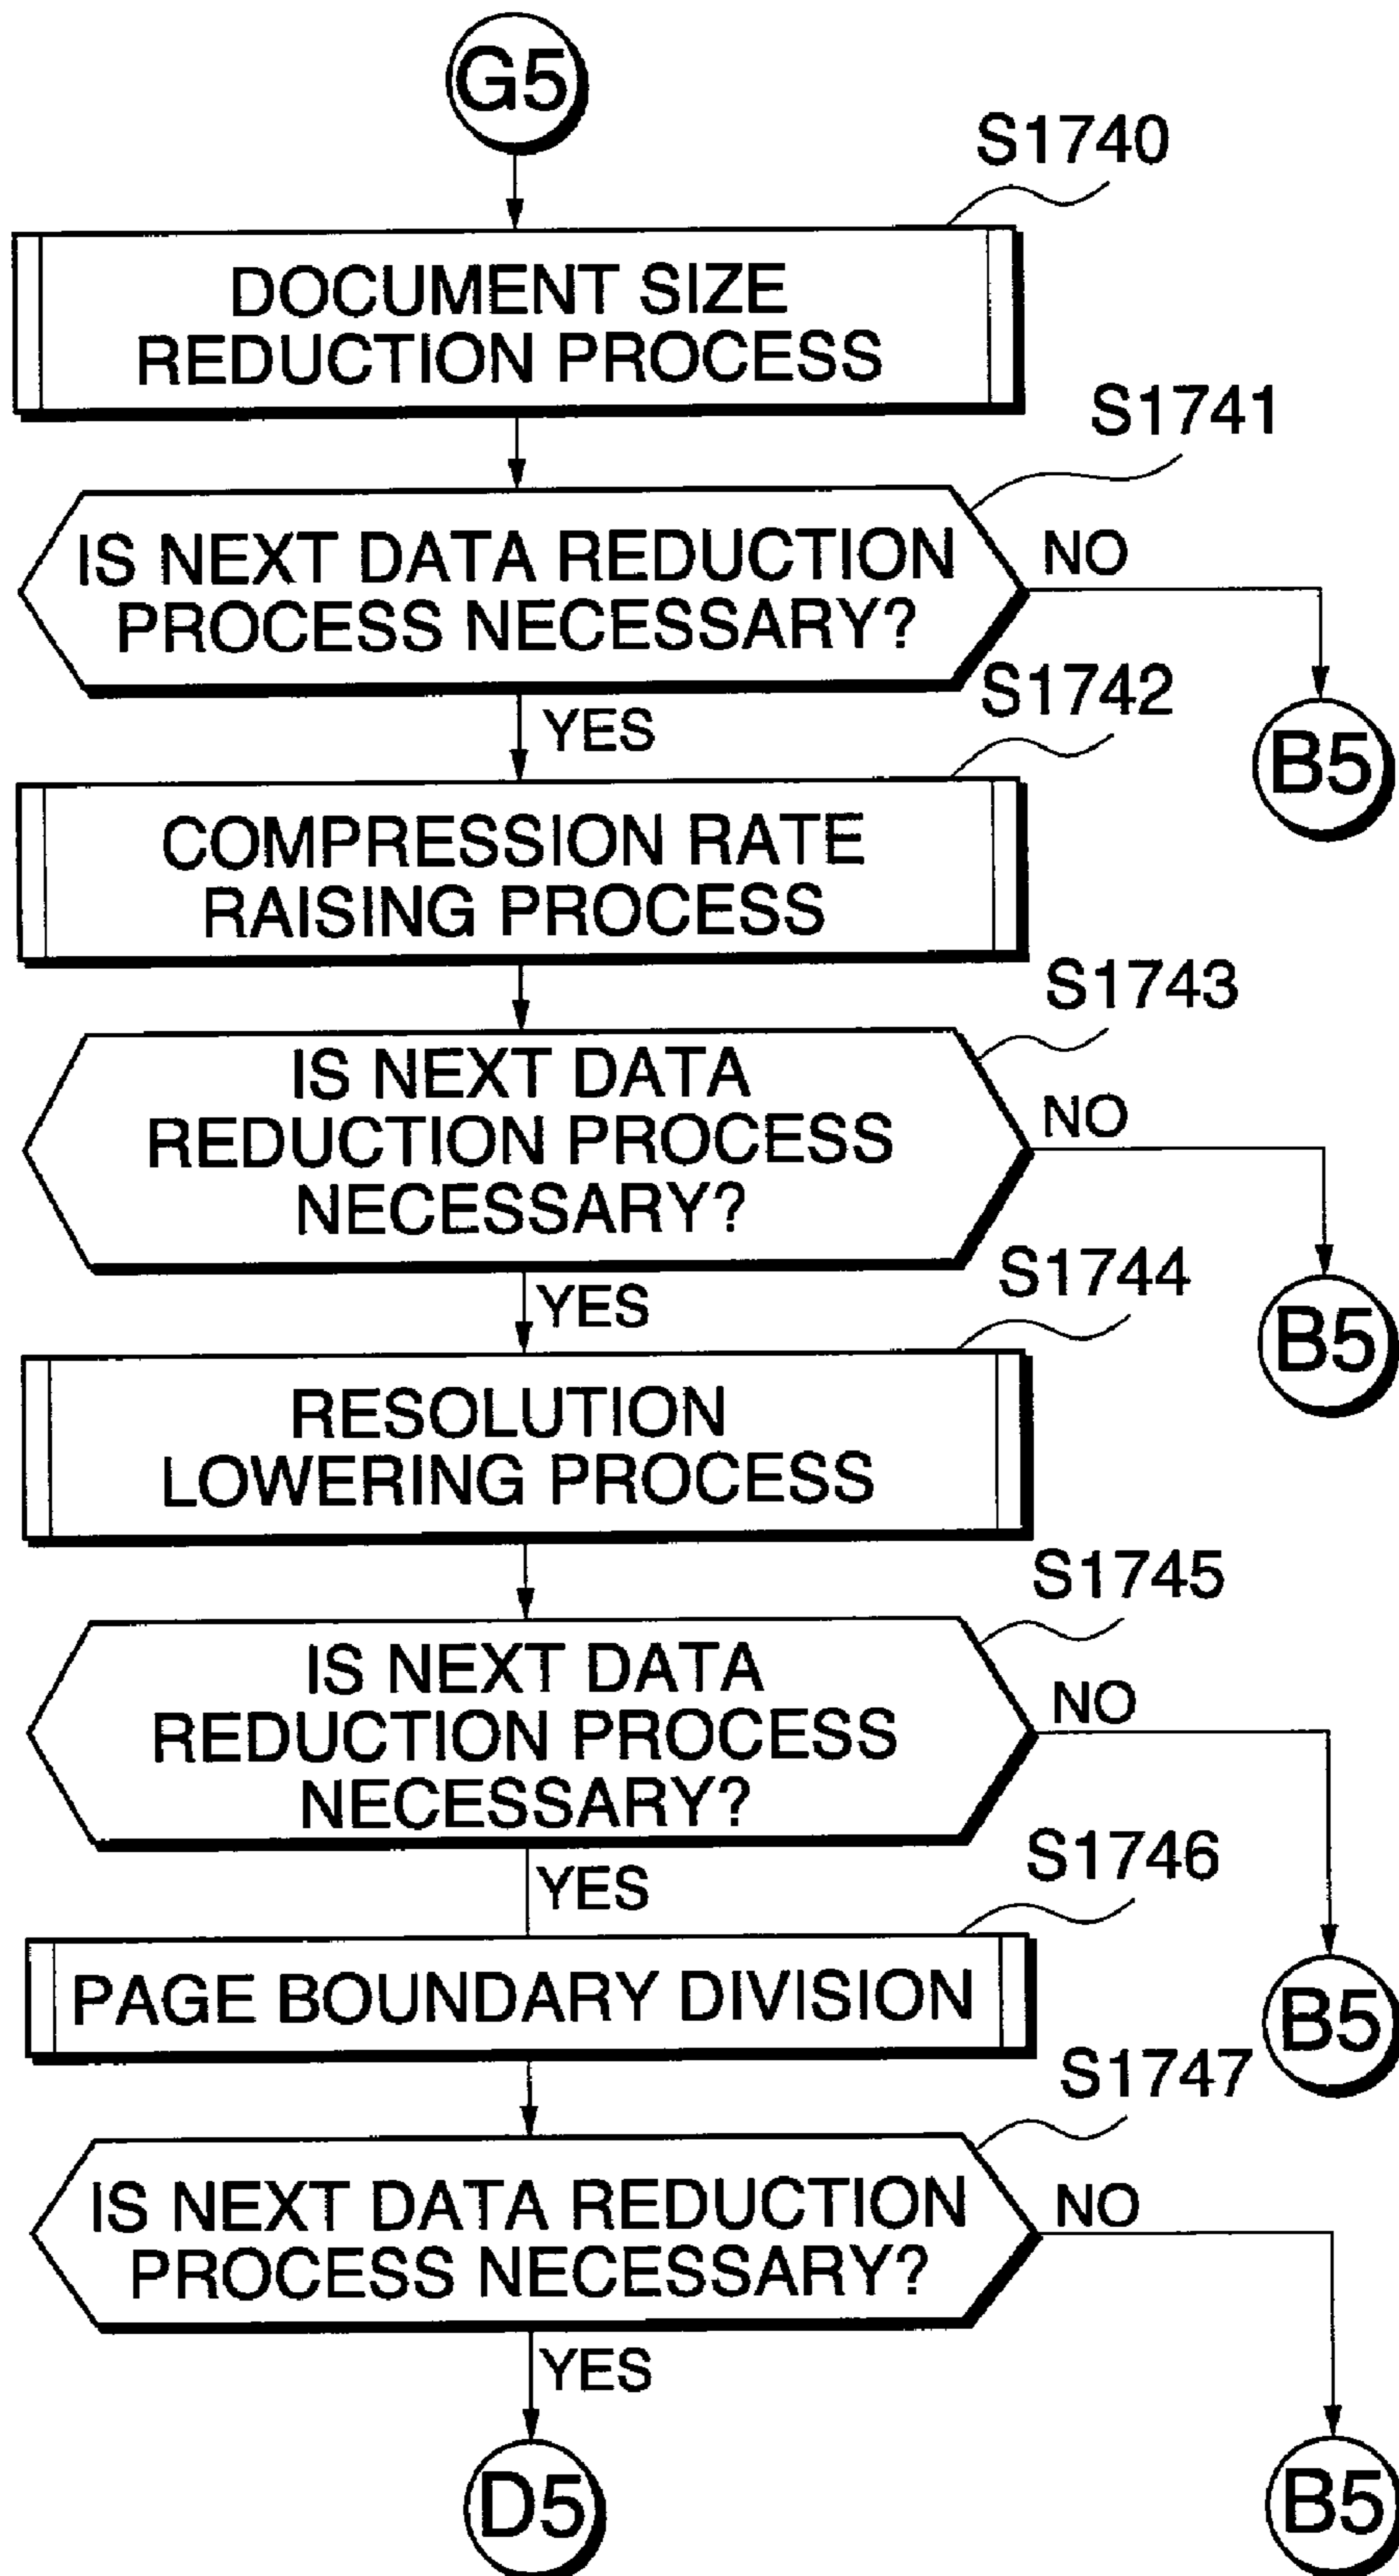 G5
S1740
DOCUMENT SIZE
REDUCTION PROCESS
S1741
IS NEXT DATA REDUCTION
PROCESS NECESSARY?
NO
B5
YES
S1742
COMPRESSION RATE
RAISING PROCESS
S1743
IS NEXT DATA
REDUCTION PROCESS
NECESSARY?
NO
B5
YES
S1744
RESOLUTION
LOWERING PROCESS
S1745
IS NEXT DATA
REDUCTION PROCESS
NECESSARY?
NO
B5
YES
S1746
PAGE BOUNDARY DIVISION
S1747
IS NEXT DATA REDUCTION
PROCESS NECESSARY?
NO
B5
YES
D5